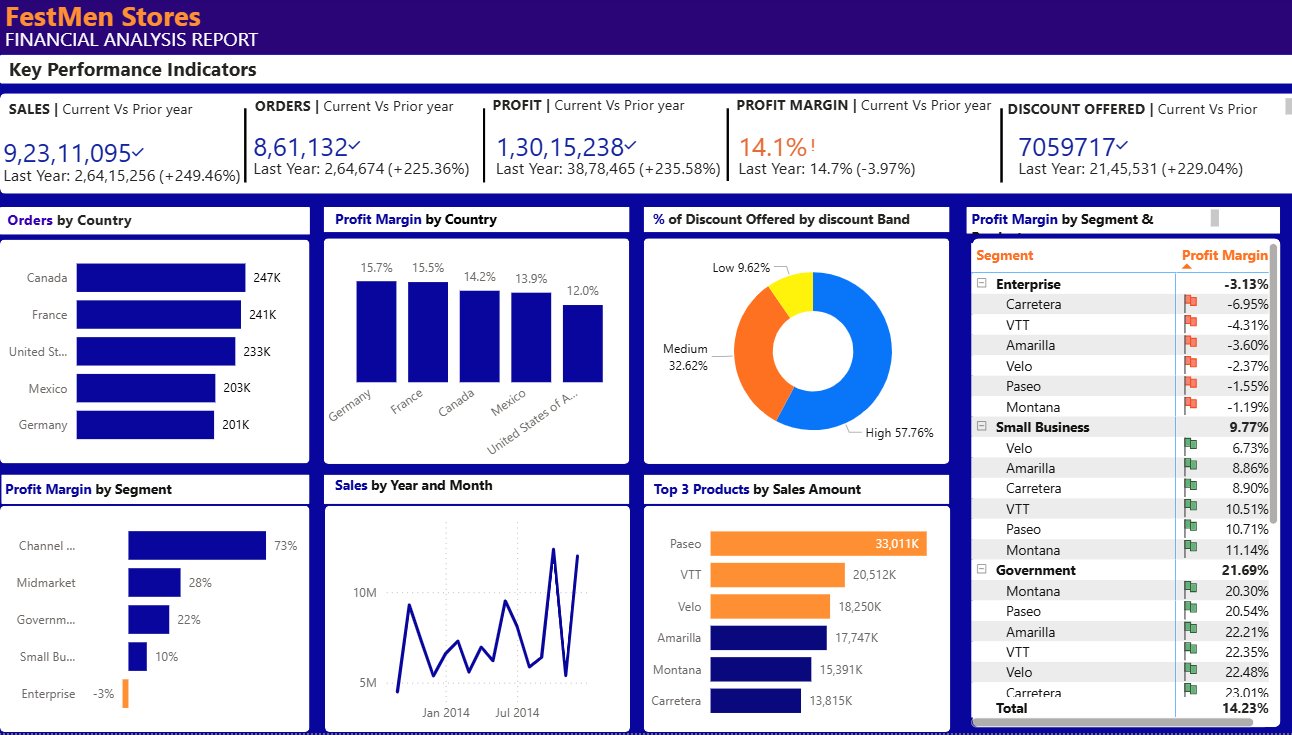 FestMen Stores
FINANCIAL ANALYSIS REPORT
Key Performance Indicators
SALES | Current Vs Prior year
9,23,11,095
Last Year: 2,64,15,256 (+249.46%)
ORDERS | Current Vs Prior year
8,61,132
Last Year: 2,64,674 (+225.36%)
PROFIT | Current Vs Prior year
1,30,15,238
Last Year: 38,78,465 (+235.58%)
PROFIT MARGIN | Current Vs Prior year
14.1%!
Last Year: 14.7% (-3.97%)
DISCOUNT OFFERED | Current Vs Prior
7059717
Last Year: 21,45,531 (+229.04%)
Orders by Country
Canada 247K
France 241K
United St... 233K
Mexico 203K
Germany 201K
Profit Margin by Country
15.7% 15.5% 14.2% 13.9% 12.0%
Germany France Canada Mexico United States of A...
% of Discount Offered by discount Band
Low 9.62%
Medium
32.62%
High 57.76%
Profit Margin by Segment &
Segment Profit Margin
Enterprise -3.13%
Carretera -6.95%
VTT -4.31%
Amarilla -3.60%
Velo -2.37%
Paseo -1.55%
Montana -1.19%
Small Business 9.77%
Velo 6.73%
Amarilla 8.86%
Carretera 8.90%
VTT 10.51%
Paseo 10.71%
Montana 11.14%
Government 21.69%
Montana 20.30%
Paseo 20.54%
Amarilla 22.21%
VTT 22.35%
Velo 22.48%
Carretera 23.01%
Total 14.23%
Profit Margin by Segment
Channel ... 73%
Midmarket 28%
Governm... 22%
Small Bu... 10%
Enterprise -3%
Sales by Year and Month
10M
5M
Jan 2014 Jul 2014
Top 3 Products by Sales Amount
Paseo 33,011K
VTT 20,512K
Velo 18,250K
Amarilla 17,747K
Montana 15,391K
Carretera 13,815K